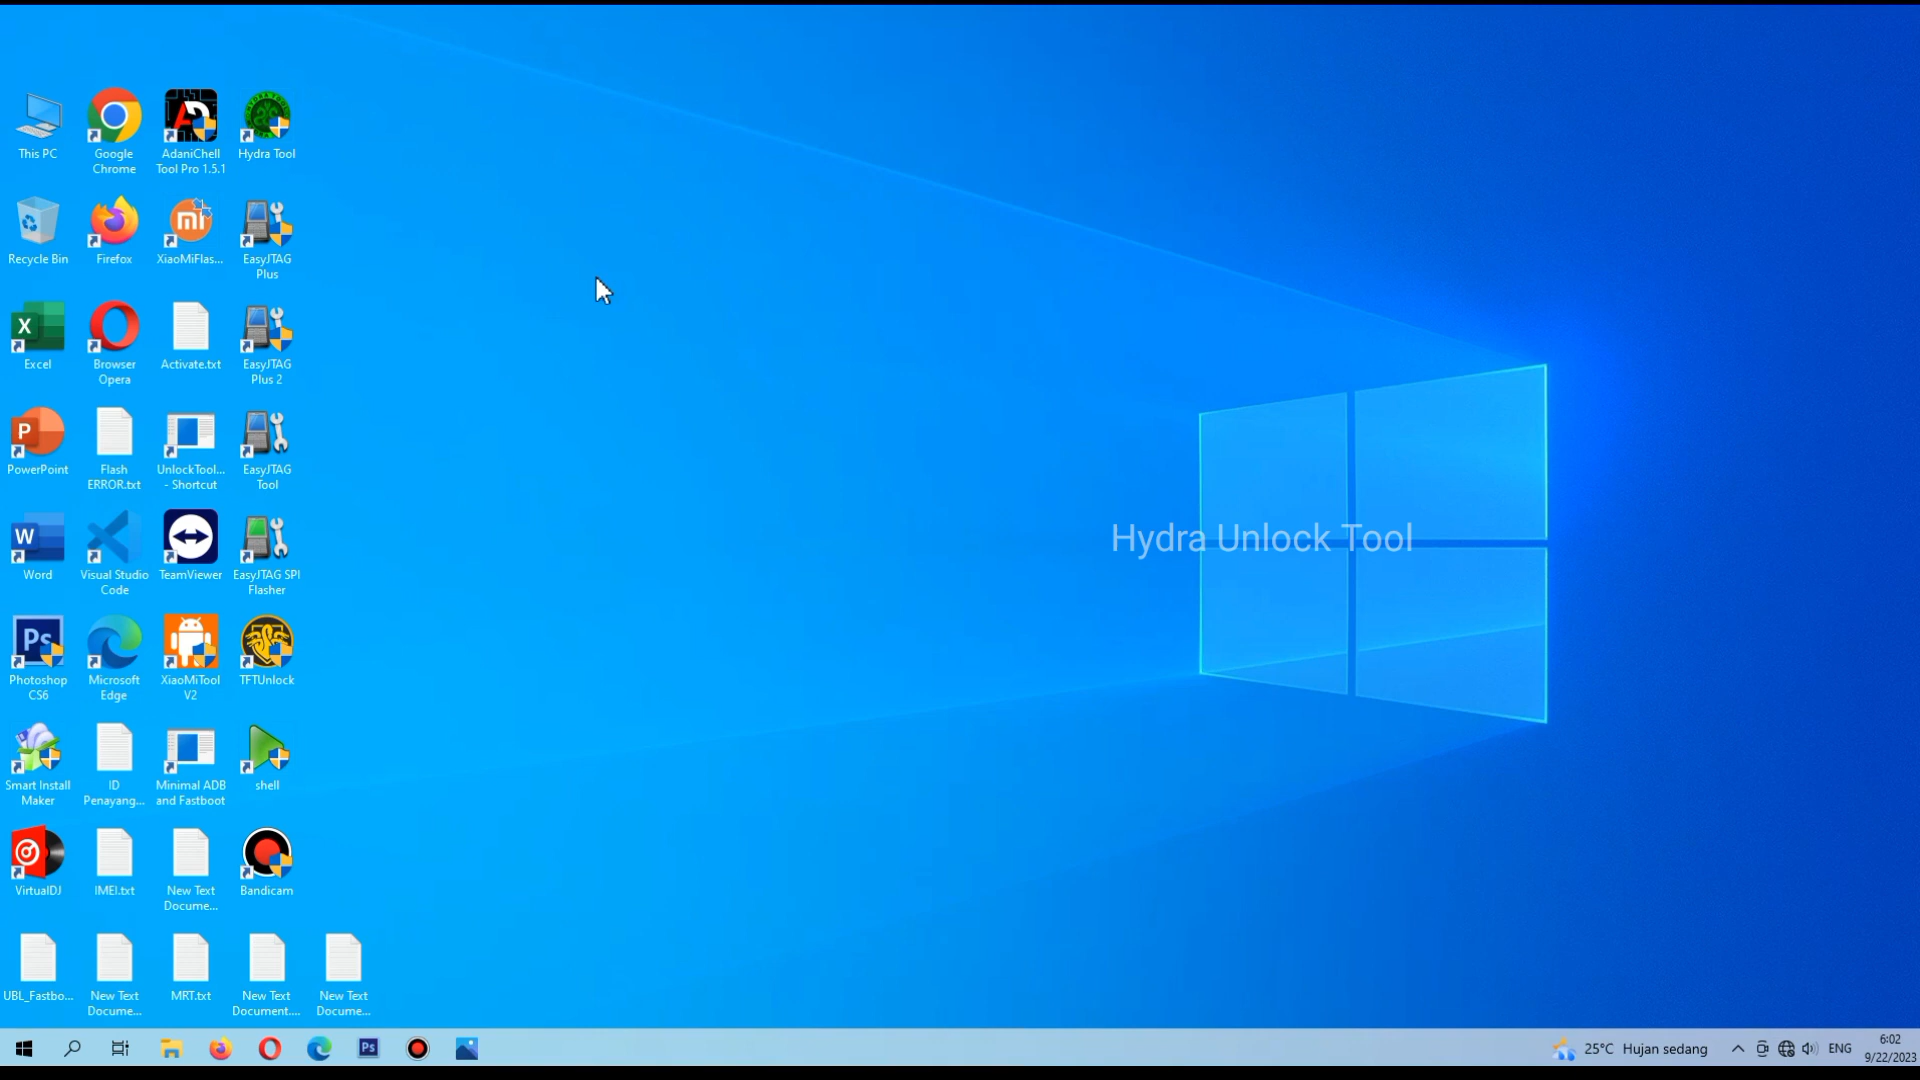 This PC
Google
Chrome
AdaniChell
Tool Pro 1.5.1
Hydra Tool
Recycle Bin
Firefox
XiaoMiFlas...
EasyJTAG
Plus
Excel
Browser
Opera
Activate.txt
EasyJTAG
Plus 2
PowerPoint
Flash
ERROR.txt
UnlockTool...
- Shortcut
EasyJTAG
Tool
Word
Visual Studio
Code
TeamViewer
EasyJTAG SPI
Flasher
Hydra Unlock Tool
Photoshop
CS6
Microsoft
Edge
XiaoMiTool
V2
TFTUnlock
Smart Install
Maker
ID
Penayang...
Minimal ADB
and Fastboot
shell
VirtualDJ
IMEI.txt
New Text
Docume...
Bandicam
UBL_Fastbo...
New Text
Docume...
MRT.txt
New Text
Document....
New Text
Docume...
25°C Hujan sedang
ENG
6:02
9/22/2023